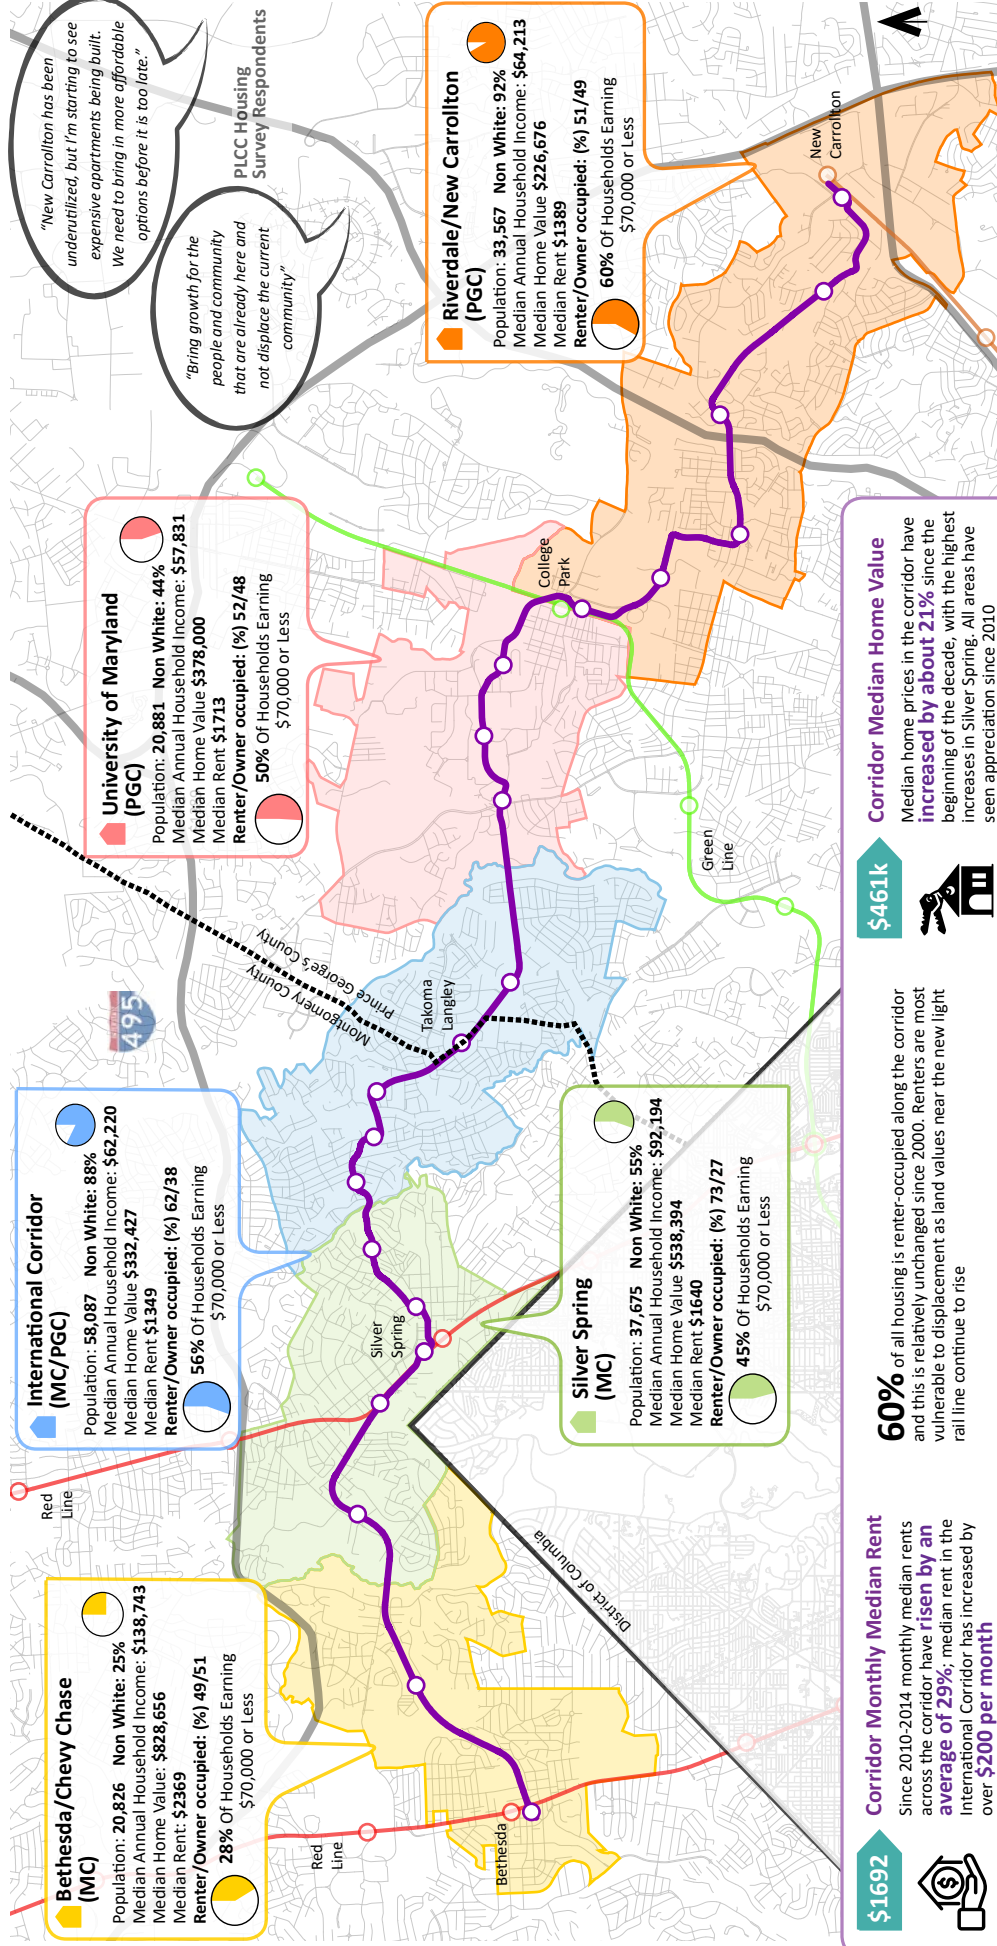 Bethesda/Chevy Chase
(MC)
Population: 20,826 Non White: 25%
Median Annual Household Income: $138,743
Median Home Value: $828,656
Median Rent: $2369
Renter/Owner occupied: (%) 49/51
28% Of Households Earning
$70,000 or Less
International Corridor
(MC/PGC)
Population: 58,087 Non White: 88%
Median Annual Household Income: $62,220
Median Home Value $332,427
Median Rent $1349
Renter/Owner occupied: (%) 62/38
56% Of Households Earning
$70,000 or Less
University of Maryland
(PGC)
Population: 20,881 Non White: 44%
Median Annual Household Income: $57,831
Median Home Value $378,000
Median Rent $1713
Renter/Owner occupied: (%) 52/48
50% Of Households Earning
$70,000 or Less
"New Carrollton has been
underutilized, but I'm starting to see
expensive apartments being built.
We need to bring in more affordable
options before it is too late."
"Bring growth for the
people and community
that are already here and
not displace the current
community"
PLCC Housing
Survey Respondents
Riverdale/New Carrollton
(PGC)
Population: 33,567 Non White: 92%
Median Annual Household Income: $64,213
Median Home Value $226,676
Median Rent $1389
Renter/Owner occupied: (%) 51/49
60% Of Households Earning
$70,000 or Less
Silver Spring
(MC)
Population: 37,675 Non White: 55%
Median Annual Household Income: $92,194
Median Home Value $538,394
Median Rent $1640
Renter/Owner occupied: (%) 73/27
45% Of Households Earning
$70,000 or Less
Red
Line
Red
Line
Bethesda
Silver
Spring
Takoma
Langley
Montgomery County
Prince George's County
495
College
Park
Green
Line
New
Carrollton
District of Columbia
$1692
Corridor Monthly Median Rent
Since 2010-2014 monthly median rents
across the corridor have risen by an
average of 29%; median rent in the
International Corridor has increased by
over $200 per month
60% of all housing is renter-occupied along the corridor
and this is relatively unchanged since 2000. Renters are most
vulnerable to displacement as land values near the new light
rail line continue to rise
$461k
Corridor Median Home Value
Median home prices in the corridor have
increased by about 21% since the
beginning of the decade, with the highest
increases in Silver Spring. All areas have
seen appreciation since 2010